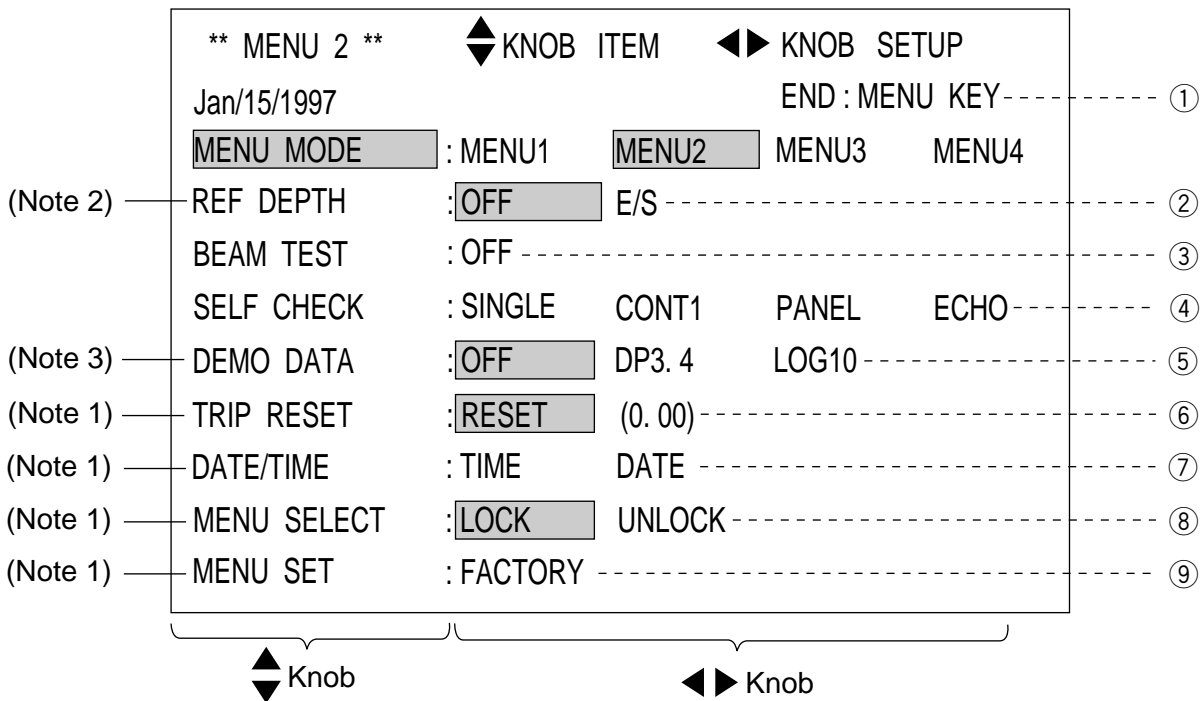 ** MENU 2 ** ▲▼KNOB ITEM ◀▶ KNOB SETUP
Jan/15/1997 END : MENU KEY ①
MENU MODE : MENU1 MENU2 MENU3 MENU4
(Note 2) REF DEPTH : OFF E/S ②
BEAM TEST : OFF ③
SELF CHECK : SINGLE CONT1 PANEL ECHO ④
(Note 3) DEMO DATA : OFF DP3. 4 LOG10 ⑤
(Note 1) TRIP RESET : RESET (0. 00) ⑥
(Note 1) DATE/TIME : TIME DATE ⑦
(Note 1) MENU SELECT : LOCK UNLOCK ⑧
(Note 1) MENU SET : FACTORY ⑨
▲▼ Knob ◀▶ Knob